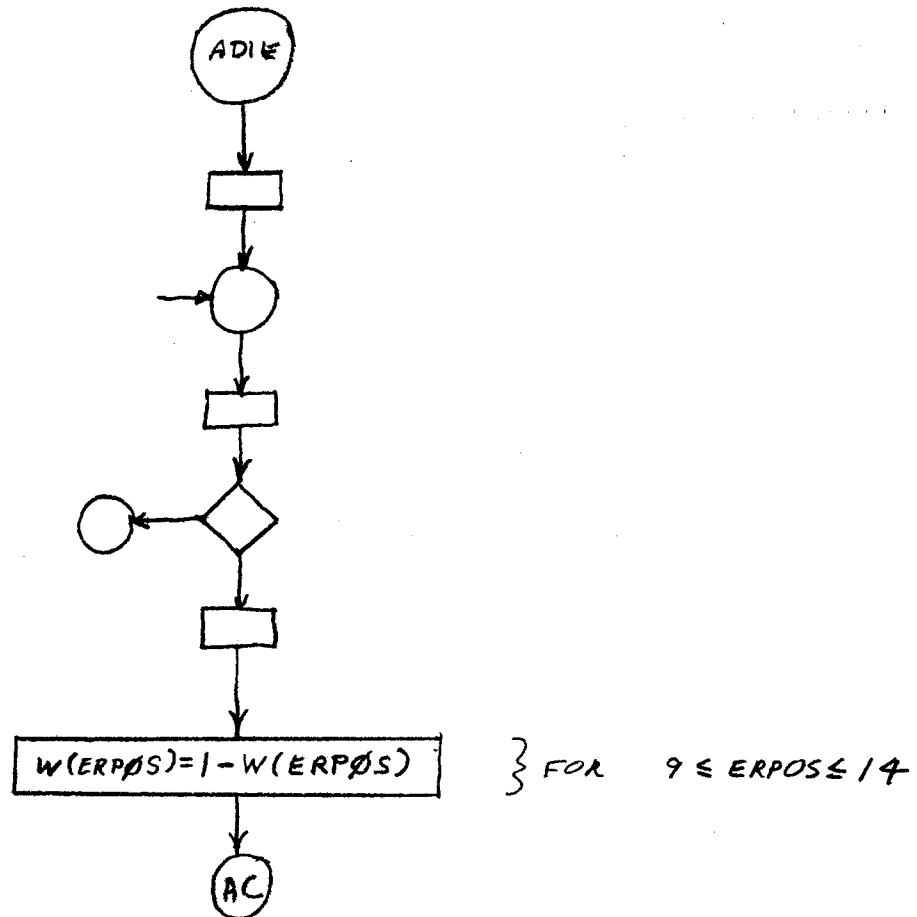 ADIE
W(ERPØS)=1-W(ERPØS) } FOR 9 ≤ ERPOS ≤ 14
AC